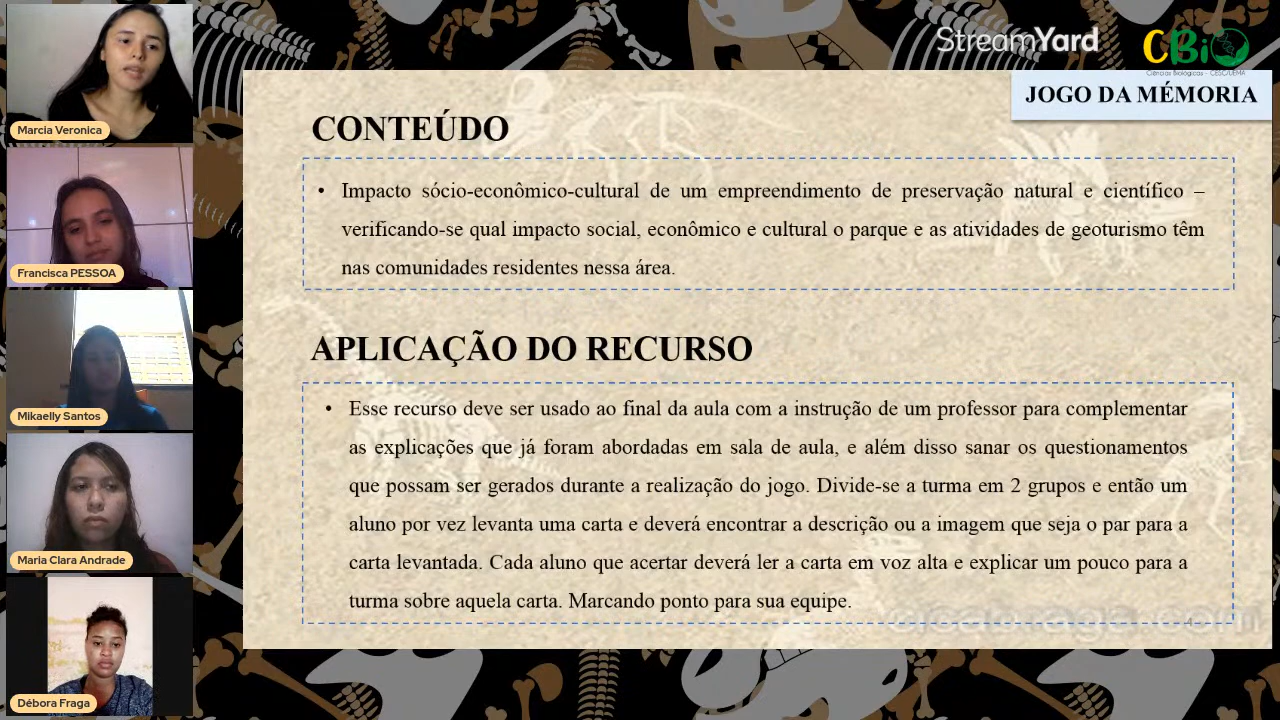 StreamYard
CBiO
Ciências Biológicas - CESC/UEMA
JOGO DA MÉMORIA
CONTEÚDO
• Impacto sócio-econômico-cultural de um empreendimento de preservação natural e científico –
verificando-se qual impacto social, econômico e cultural o parque e as atividades de geoturismo têm
nas comunidades residentes nessa área.
APLICAÇÃO DO RECURSO
• Esse recurso deve ser usado ao final da aula com a instrução de um professor para complementar
as explicações que já foram abordadas em sala de aula, e além disso sanar os questionamentos
que possam ser gerados durante a realização do jogo. Divide-se a turma em 2 grupos e então um
aluno por vez levanta uma carta e deverá encontrar a descrição ou a imagem que seja o par para a
carta levantada. Cada aluno que acertar deverá ler a carta em voz alta e explicar um pouco para a
turma sobre aquela carta. Marcando ponto para sua equipe.
Marcia Veronica
Francisca PESSOA
Mikaelly Santos
Maria Clara Andrade
Débora Fraga